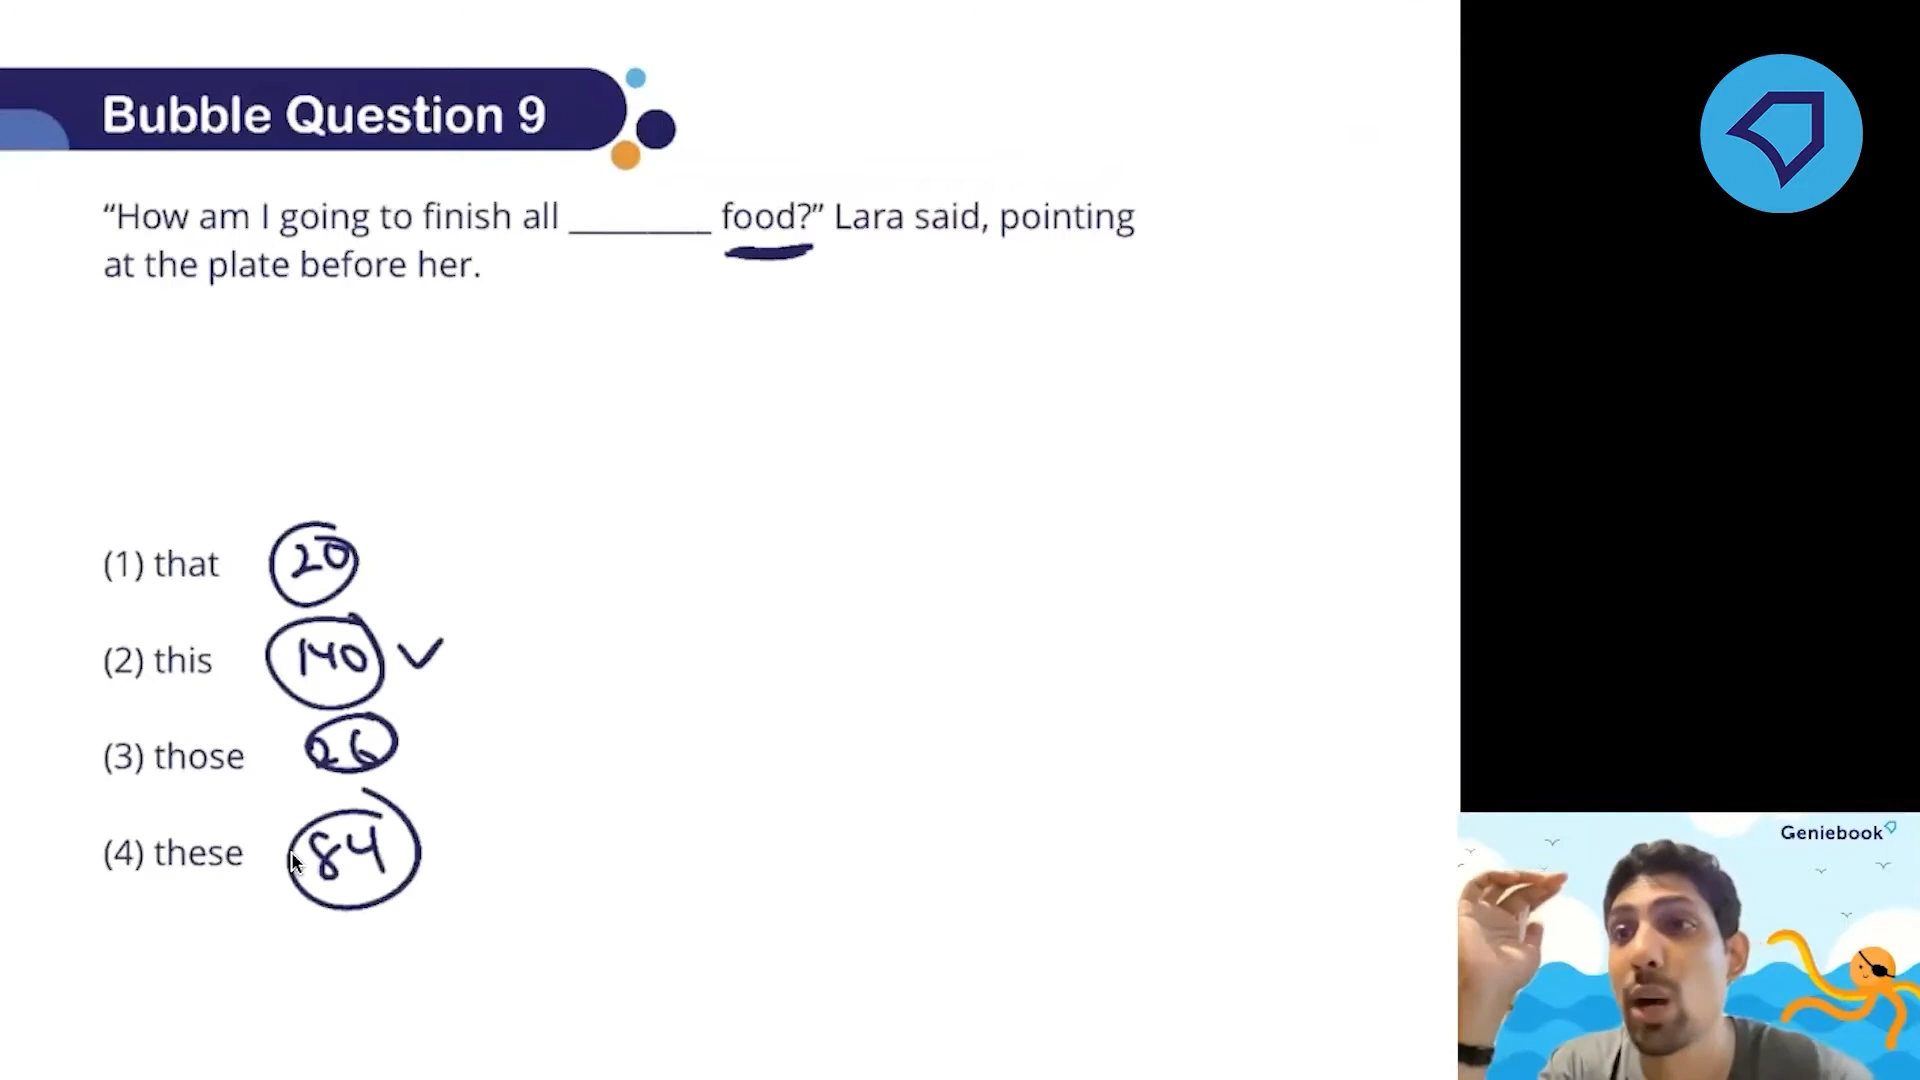 Bubble Question 9
“How am I going to finish all ________ food?” Lara said, pointing
at the plate before her.
(1) that 20
(2) this 140
(3) those 26
(4) these 84
Geniebook